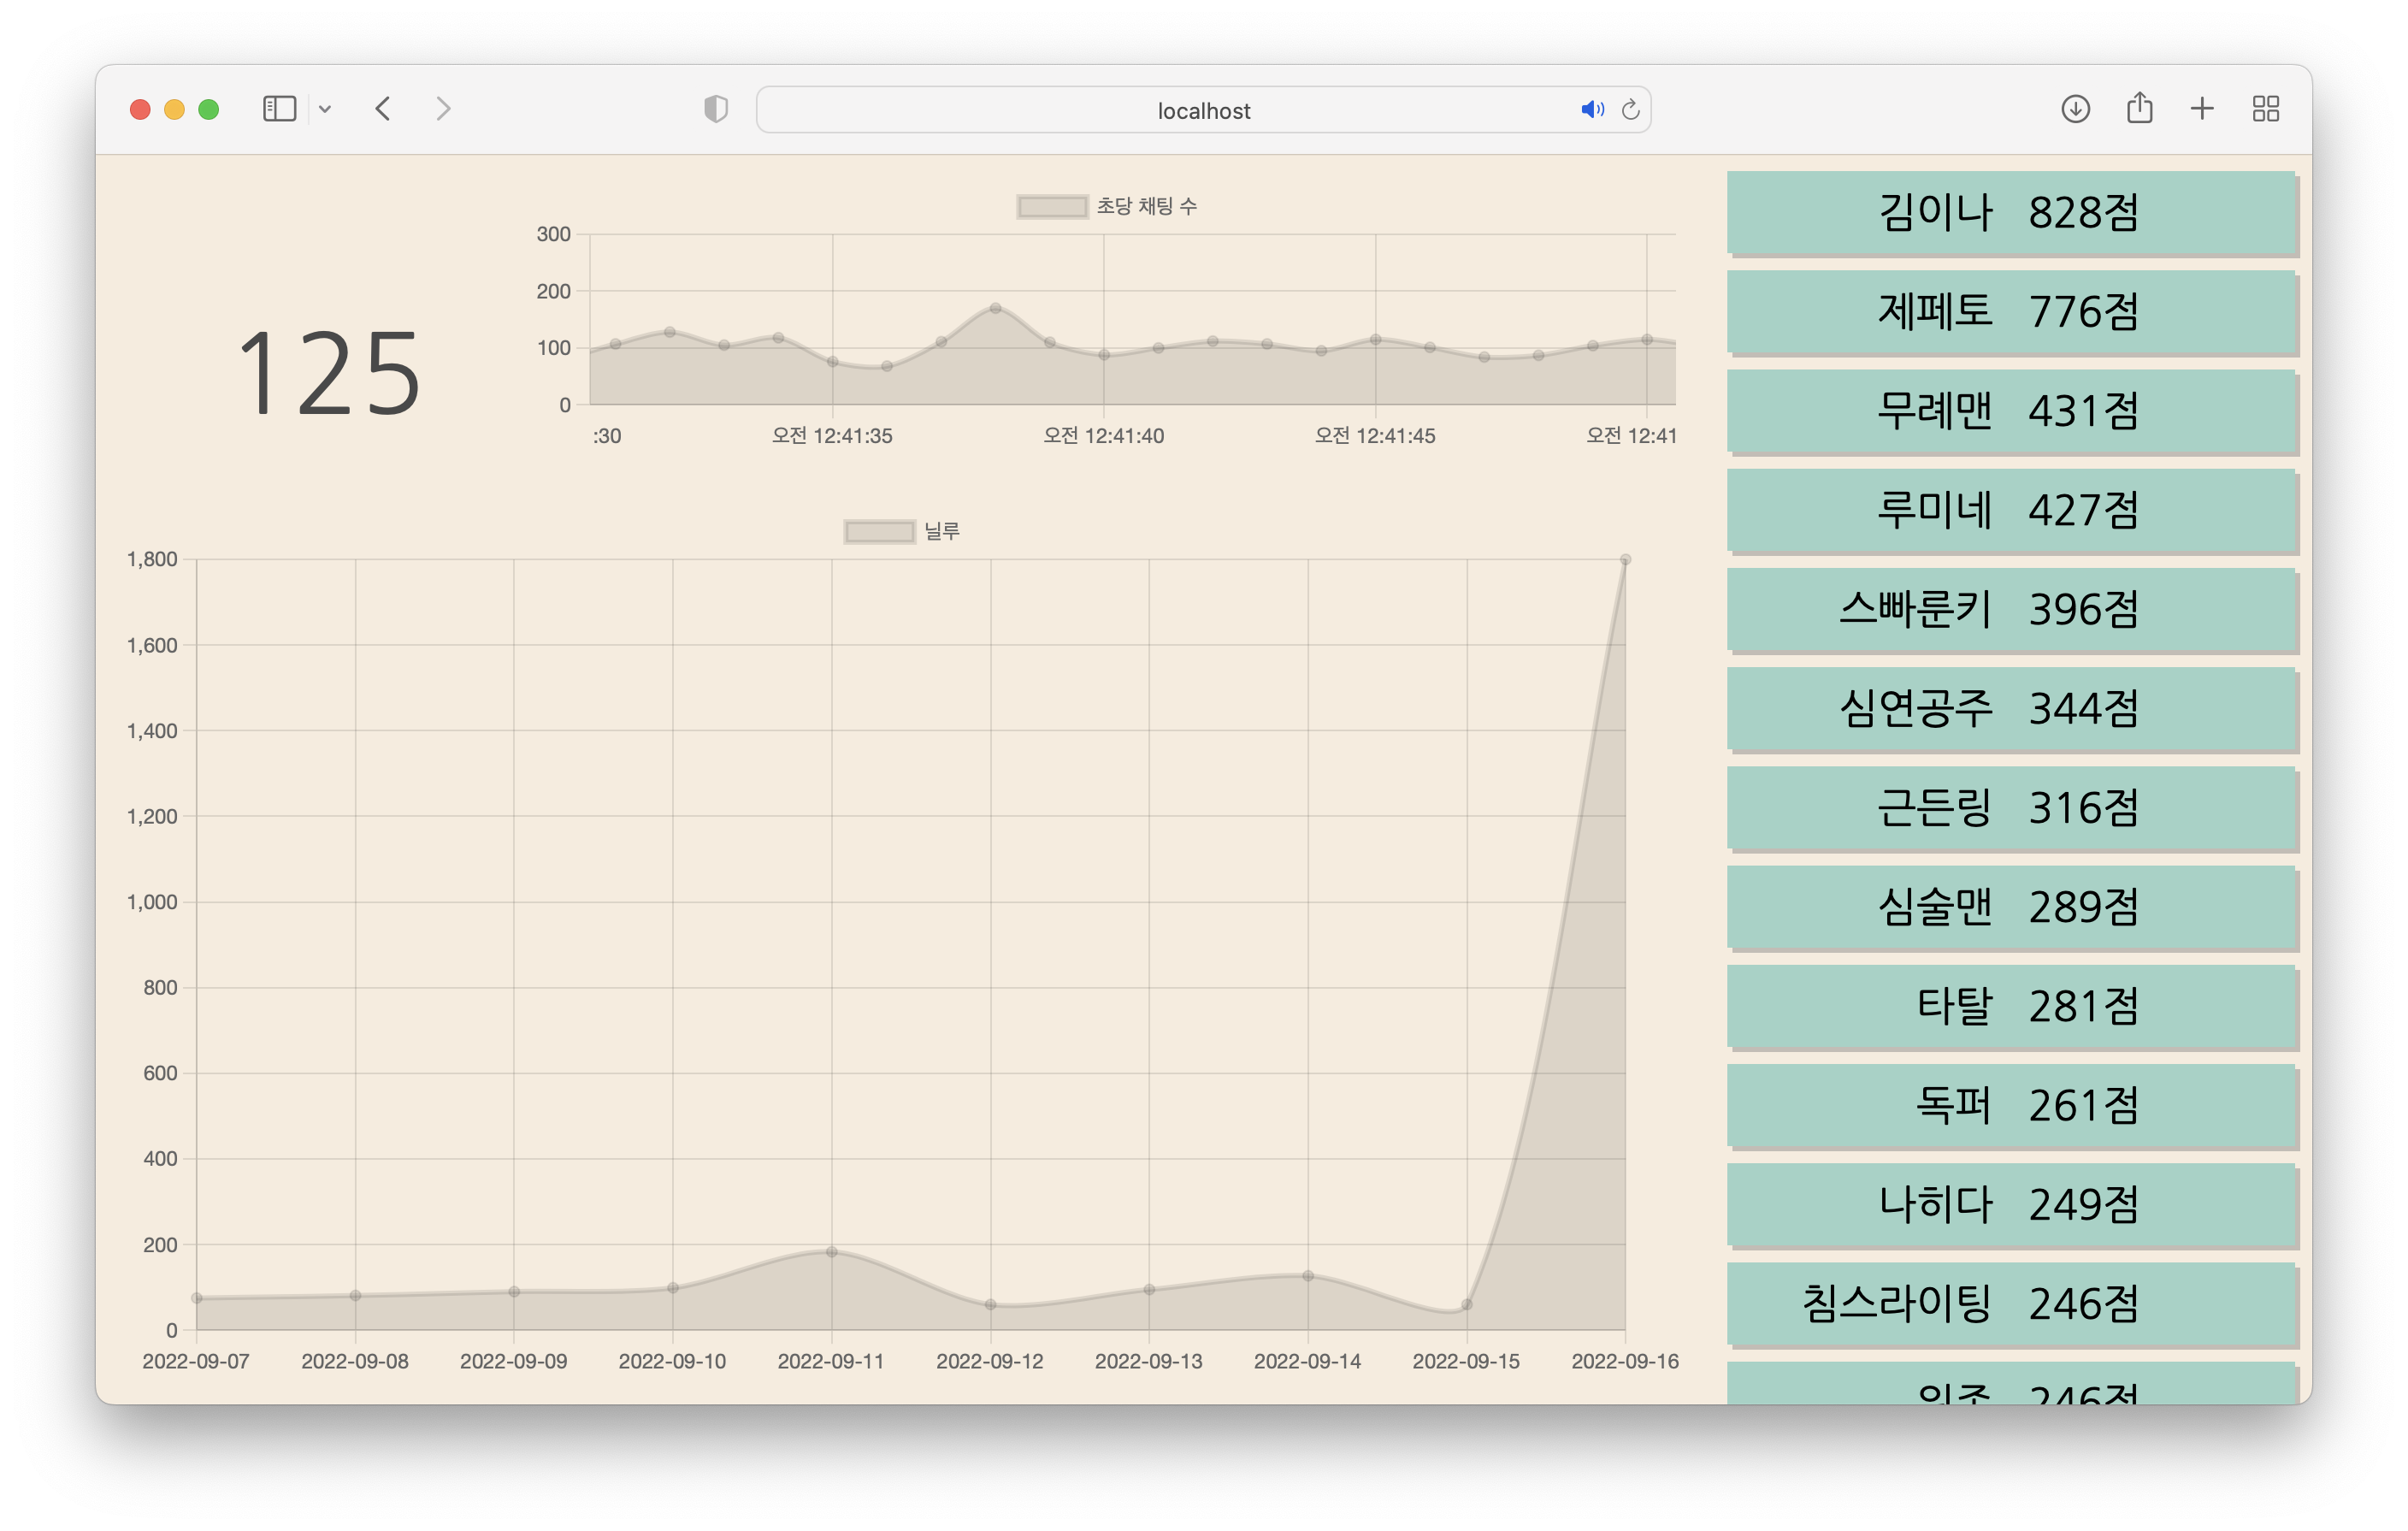 localhost
초당 채팅 수
300
200
100
0
:30
오전 12:41:35
오전 12:41:40
오전 12:41:45
오전 12:41
125
닐루
1,800
1,600
1,400
1,200
1,000
800
600
400
200
0
2022-09-07
2022-09-08
2022-09-09
2022-09-10
2022-09-11
2022-09-12
2022-09-13
2022-09-14
2022-09-15
2022-09-16
김이나 828점
제페토 776점
무례맨 431점
루미네 427점
스빠룬키 396점
심연공주 344점
근든링 316점
심술맨 289점
타탈 281점
독퍼 261점
나히다 249점
침스라이팅 246점
246점